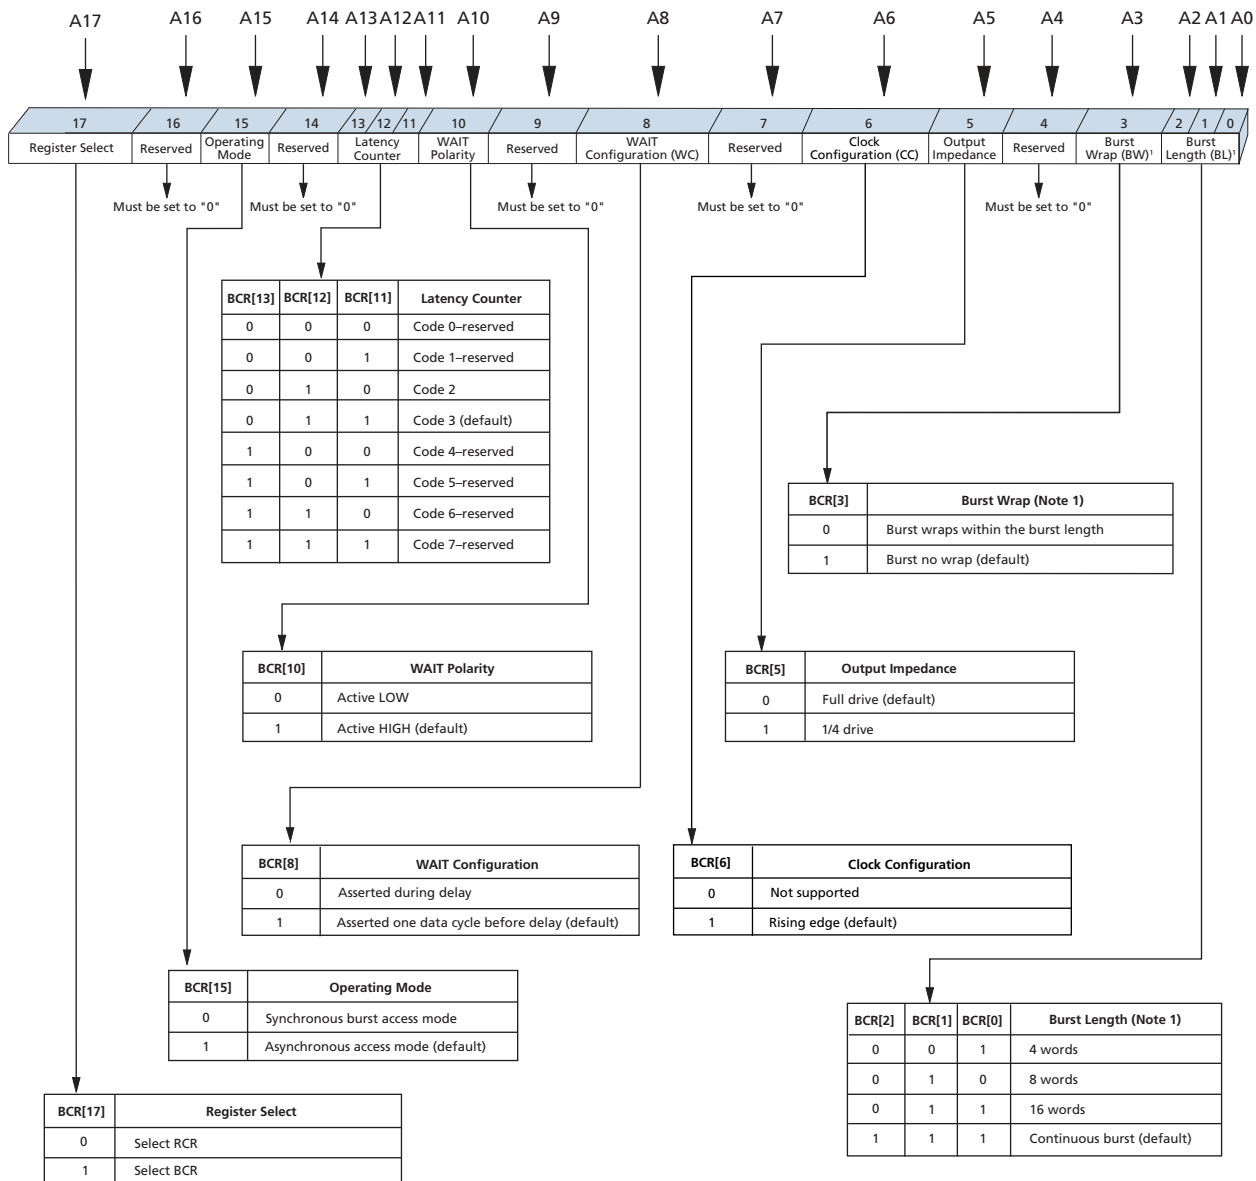 A17 A16 A15 A14 A13 A12 A11 A10 A9 A8 A7 A6 A5 A4 A3 A2 A1 A0
17 16 15 14 13 12 11 10 9 8 7 6 5 4 3 2 1 0
Register Select
Reserved
Operating
Mode
Reserved
Latency
Counter
WAIT
Polarity
Reserved
WAIT
Configuration (WC)
Reserved
Clock
Configuration (CC)
Output
Impedance
Reserved
Burst
Wrap (BW)¹
Burst
Length (BL)¹
Must be set to "0" Must be set to "0" Must be set to "0" Must be set to "0" Must be set to "0"
BCR[13] BCR[12] BCR[11] Latency Counter
0 0 0 Code 0–reserved
0 0 1 Code 1–reserved
0 1 0 Code 2
0 1 1 Code 3 (default)
1 0 0 Code 4–reserved
1 0 1 Code 5–reserved
1 1 0 Code 6–reserved
1 1 1 Code 7–reserved
BCR[3] Burst Wrap (Note 1)
0 Burst wraps within the burst length
1 Burst no wrap (default)
BCR[10] WAIT Polarity
0 Active LOW
1 Active HIGH (default)
BCR[5] Output Impedance
0 Full drive (default)
1 1/4 drive
BCR[8] WAIT Configuration
0 Asserted during delay
1 Asserted one data cycle before delay (default)
BCR[6] Clock Configuration
0 Not supported
1 Rising edge (default)
BCR[15] Operating Mode
0 Synchronous burst access mode
1 Asynchronous access mode (default)
BCR[2] BCR[1] BCR[0] Burst Length (Note 1)
0 0 1 4 words
0 1 0 8 words
0 1 1 16 words
1 1 1 Continuous burst (default)
BCR[17] Register Select
0 Select RCR
1 Select BCR